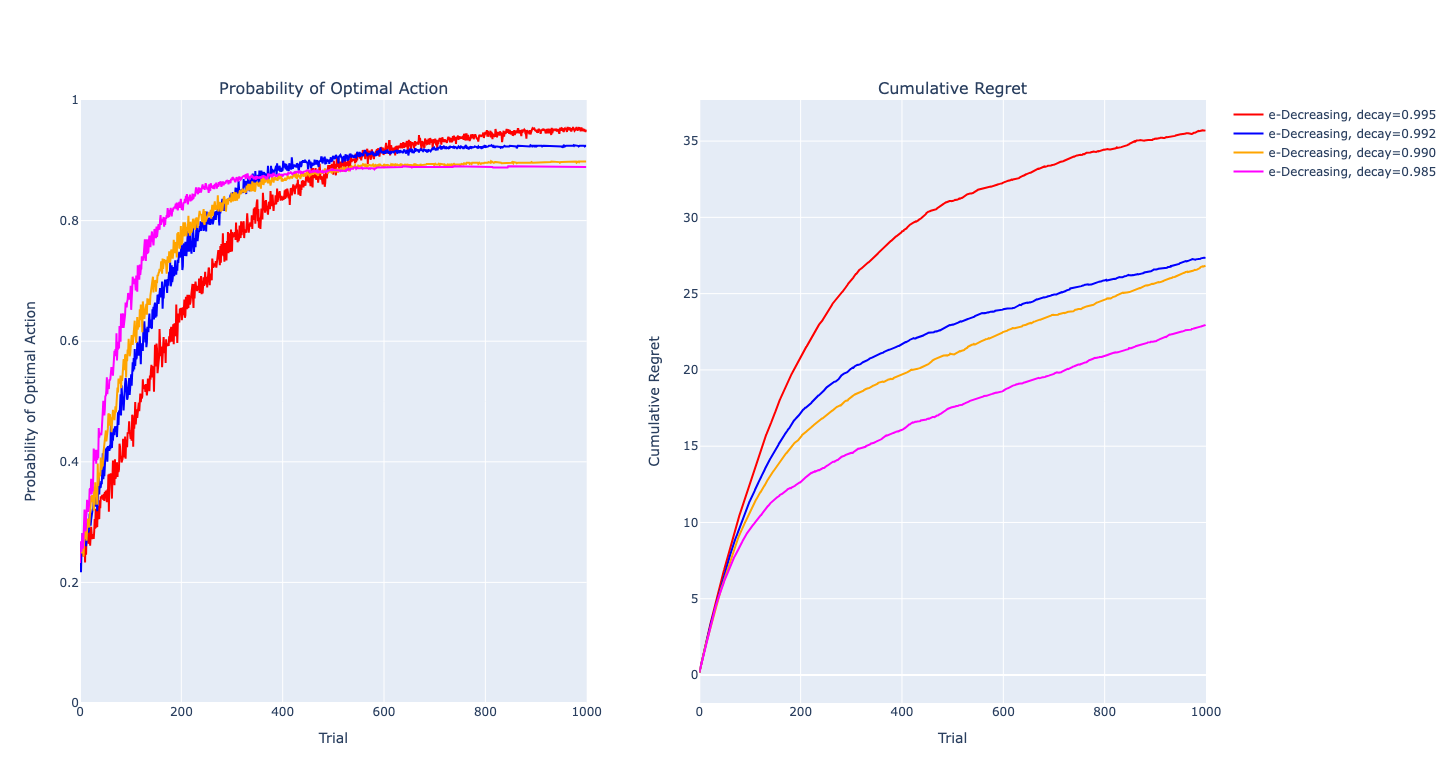 Probability of Optimal Action
Cumulative Regret
e-Decreasing, decay=0.995
e-Decreasing, decay=0.992
e-Decreasing, decay=0.990
e-Decreasing, decay=0.985
Probability of Optimal Action
1
0.8
0.6
0.4
0.2
0
0
200
400
600
800
1000
Trial
Cumulative Regret
35
30
25
20
15
10
5
0
0
200
400
600
800
1000
Trial